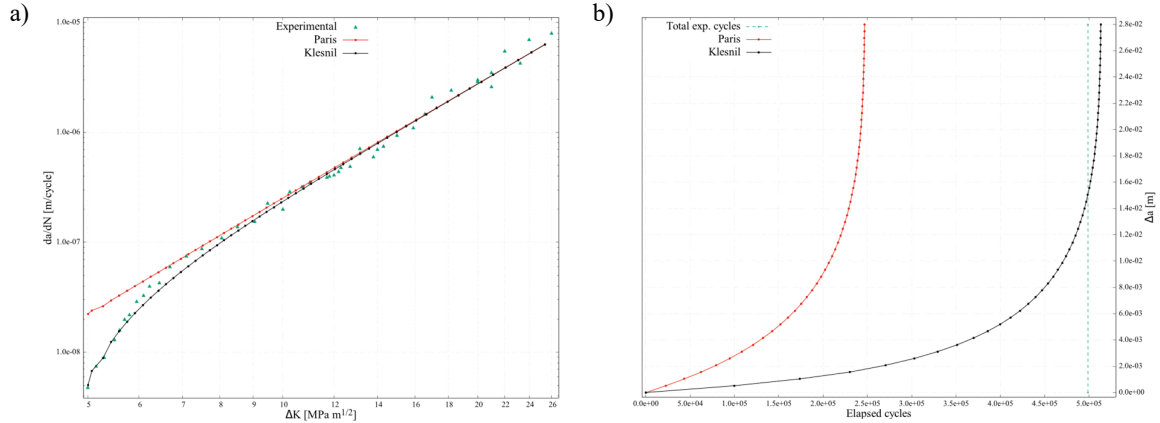 a)
Experimental
Paris
Klesnil
1.0e-05
1.0e-06
1.0e-07
1.0e-08
da/dN [m/cycle]
5 6 7 8 9 10 12 14 16 18 20 22 24 26
ΔK [MPa m^1/2]
b)
Total exp. cycles
Paris
Klesnil
2.8e-02
2.6e-02
2.4e-02
2.2e-02
2.0e-02
1.8e-02
1.6e-02
1.4e-02
1.2e-02
1.0e-02
8.0e-03
6.0e-03
4.0e-03
2.0e-03
0.0e+00
Δa [m]
0.0e+00 5.0e+04 1.0e+05 1.5e+05 2.0e+05 2.5e+05 3.0e+05 3.5e+05 4.0e+05 4.5e+05 5.0e+05
Elapsed cycles